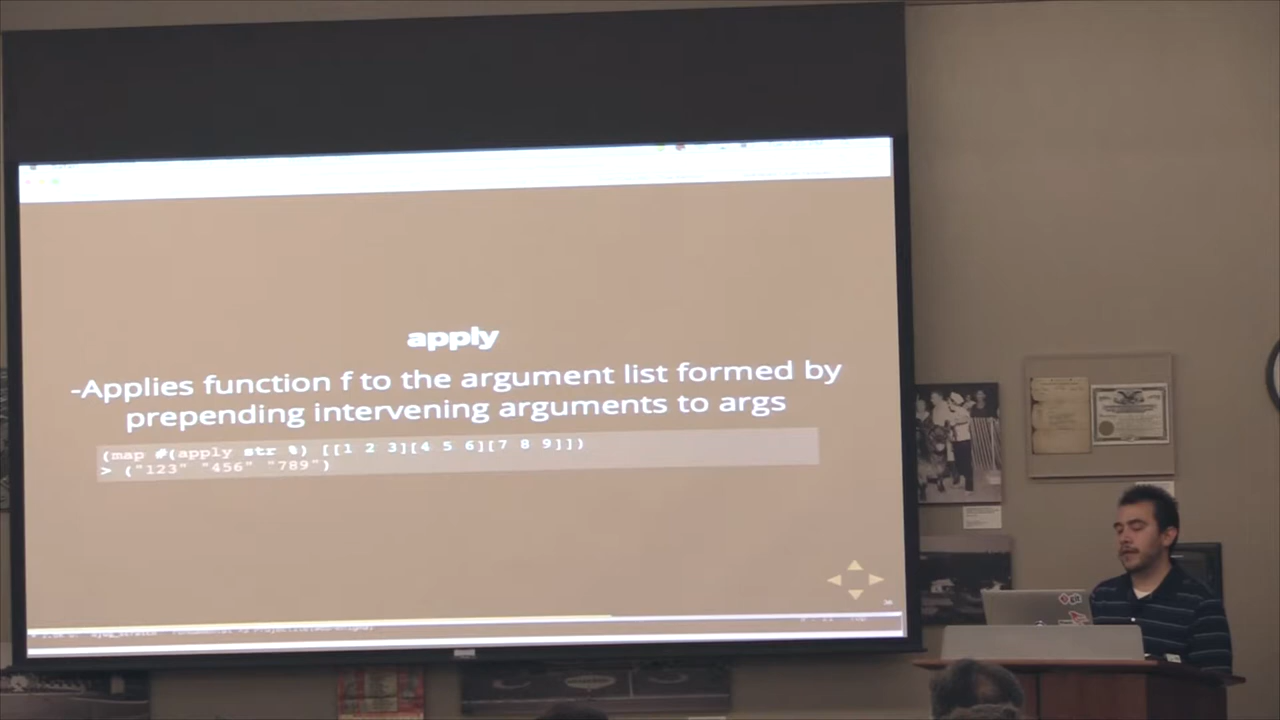 apply
-Applies function f to the argument list formed by
prepending intervening arguments to args
(map #(apply str %) [[1 2 3][4 5 6][7 8 9]])
> ("123" "456" "789")